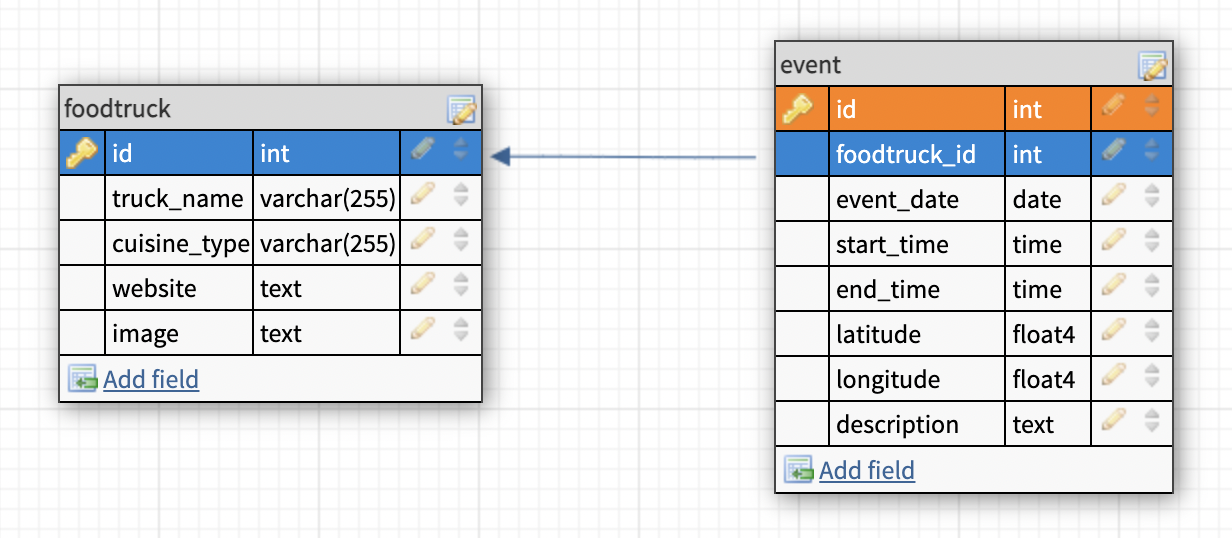 foodtruck
id int
truck_name varchar(255)
cuisine_type varchar(255)
website text
image text
Add field
event
id int
foodtruck_id int
event_date date
start_time time
end_time time
latitude float4
longitude float4
description text
Add field